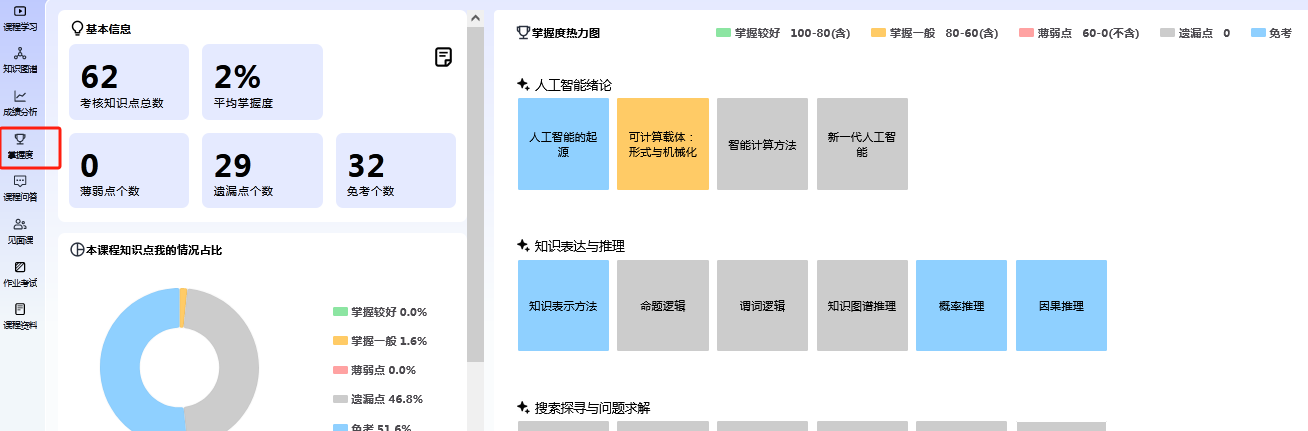 课程学习
知识图谱
成绩分析
掌握度
课程问答
见面课
作业考试
课程资料
基本信息
62
考核知识点总数
2%
平均掌握度
0
薄弱点个数
29
遗漏点个数
32
免考个数
本课程知识点我的情况占比
掌握较好 0.0%
掌握一般 1.6%
薄弱点 0.0%
遗漏点 46.8%
免考 51.6%
掌握度热力图
掌握较好 100-80(含)
掌握一般 80-60(含)
薄弱点 60-0(不含)
遗漏点 0
免考
人工智能绪论
人工智能的起
源
可计算载体：
形式与机械化
智能计算方法
新一代人工智
能
知识表达与推理
知识表示方法
命题逻辑
谓词逻辑
知识图谱推理
概率推理
因果推理
搜索探寻与问题求解